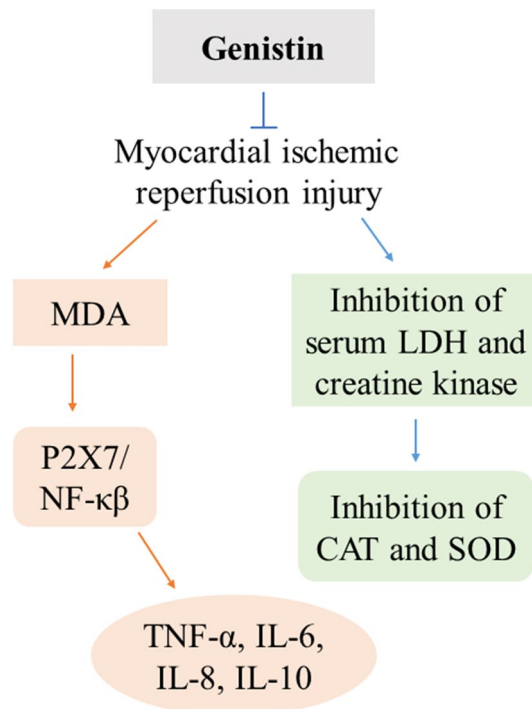 Genistin
Myocardial ischemic
reperfusion injury
MDA
Inhibition of
serum LDH and
creatine kinase
P2X7/
NF-κβ
Inhibition of
CAT and SOD
TNF-α, IL-6,
IL-8, IL-10